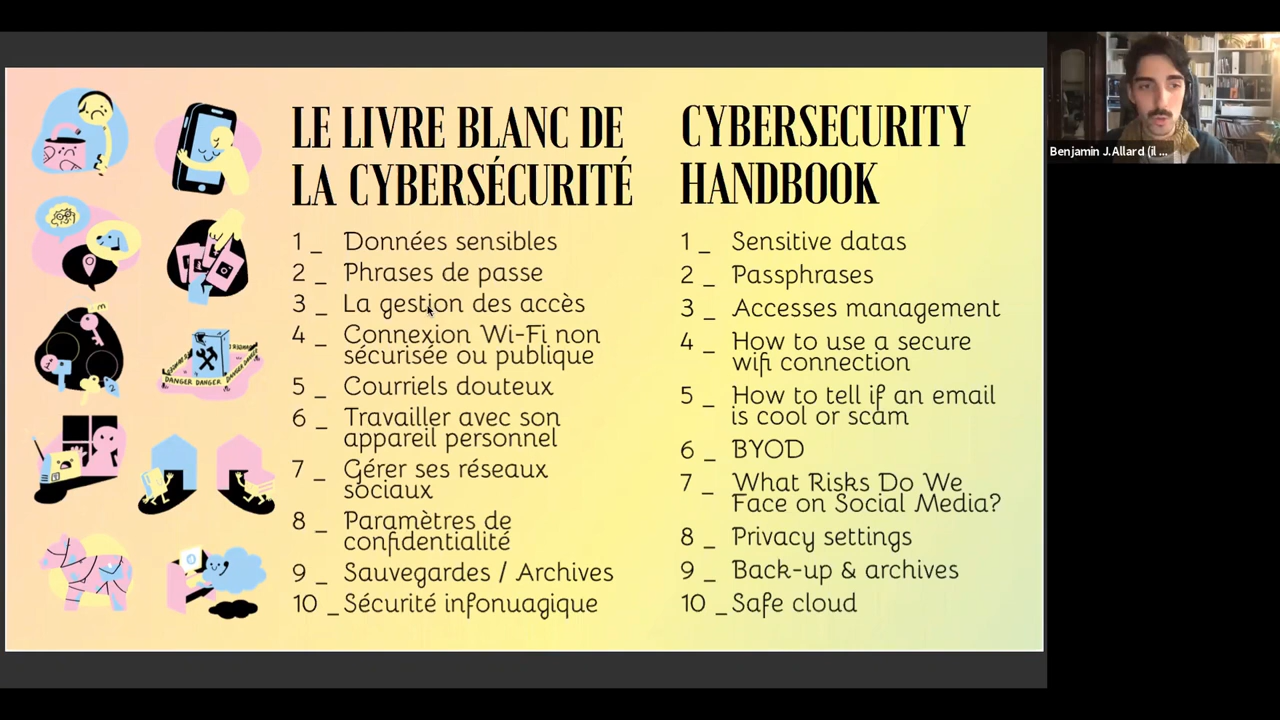 LE LIVRE BLANC DE
LA CYBERSÉCURITÉ
1 _ Données sensibles
2 _ Phrases de passe
3 _ La gestion des accès
4 _ Connexion Wi-Fi non
sécurisée ou publique
5 _ Courriels douteux
6 _ Travailler avec son
appareil personnel
7 _ Gérer ses réseaux
sociaux
8 _ Paramètres de
confidentialité
9 _ Sauvegardes / Archives
10 _ Sécurité infonuagique
CYBERSECURITY
HANDBOOK
1 _ Sensitive datas
2 _ Passphrases
3 _ Accesses management
4 _ How to use a secure
wifi connection
5 _ How to tell if an email
is cool or scam
6 _ BYOD
7 _ What Risks Do We
Face on Social Media?
8 _ Privacy settings
9 _ Back-up & archives
10 _ Safe cloud
DANGER DANGER
Benjamin J.Allard (il ...